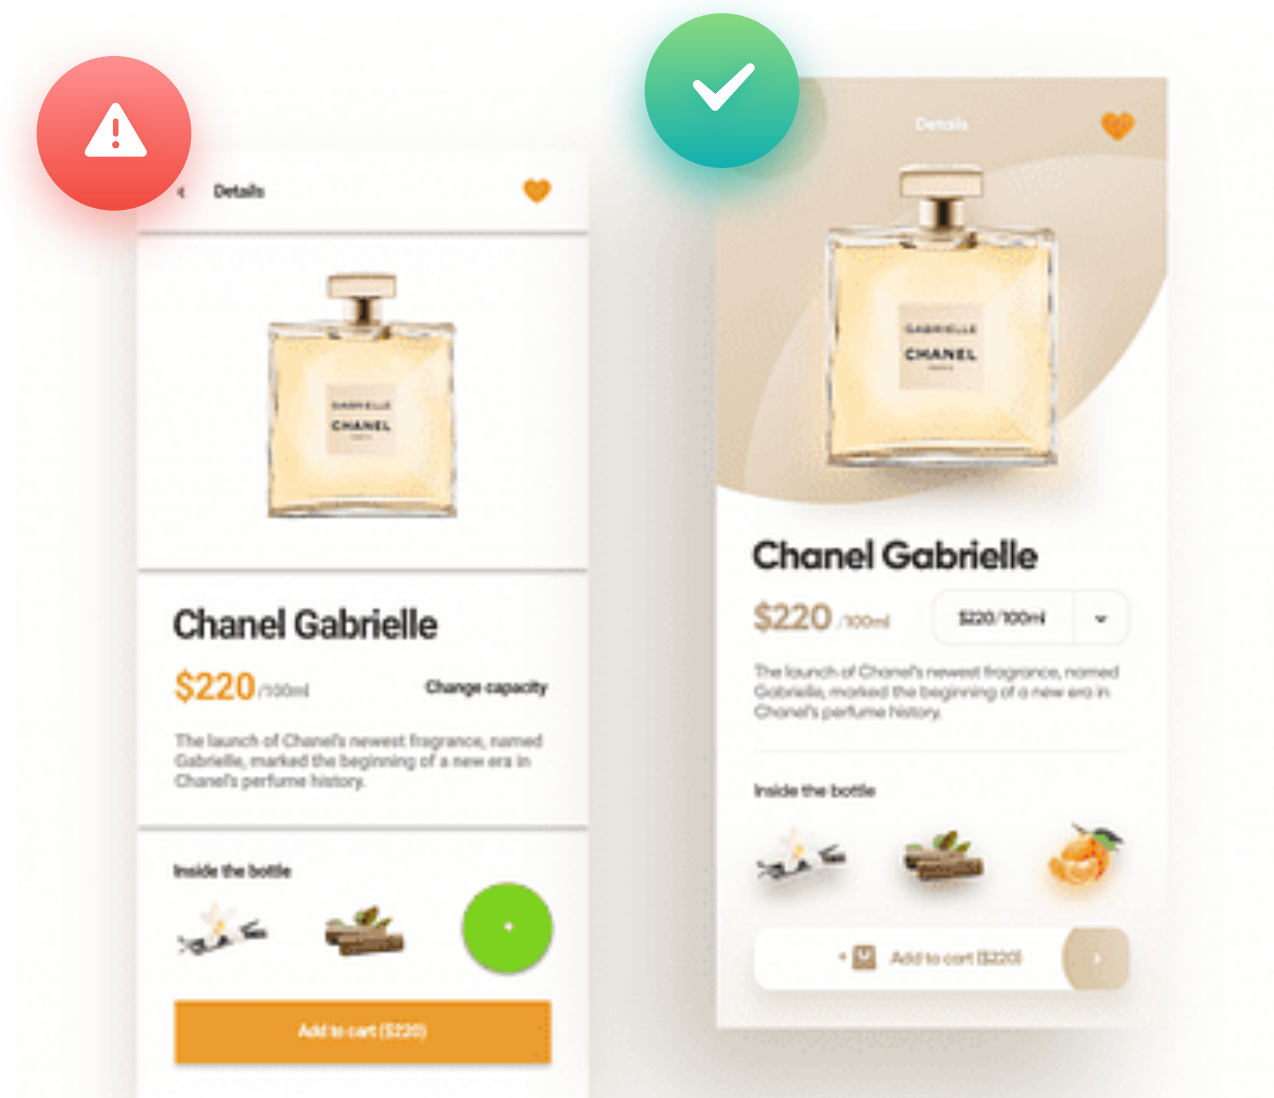 Details
GABRIELLE
CHANEL
Chanel Gabrielle
$220 /100ml
Change capacity
The launch of Chanel's newest fragrance, named
Gabrielle, marked the beginning of a new era in
Chanel's perfume history.
Inside the bottle
+
Add to cart ($220)
Details
GABRIELLE
CHANEL
PARIS
Chanel Gabrielle
$220 /100ml
$220/100ml
The launch of Chanel's newest fragrance, named
Gabrielle, marked the beginning of a new era in
Chanel's perfume history.
Inside the bottle
+ Add to cart ($220)